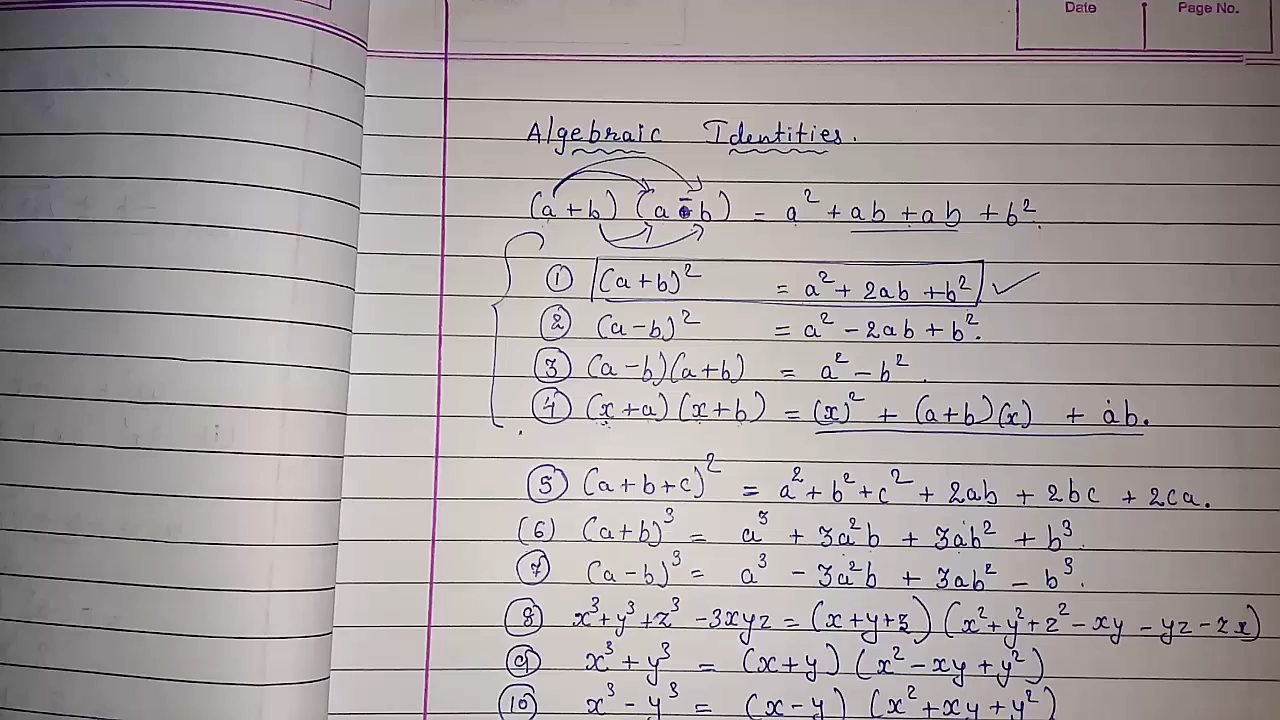 Date Page No.
Algebraic Identities.
(a+b) (a-b) = a² + ab + ab + b².
① (a+b)² = a² + 2ab + b² ✓
② (a-b)² = a² - 2ab + b².
③ (a-b)(a+b) = a² - b².
④ (x+a)(x+b) = (x)² + (a+b)(x) + ab.
⑤ (a+b+c)² = a² + b² + c² + 2ab + 2bc + 2ca.
(6) (a+b)³ = a³ + 3a²b + 3ab² + b³.
⑦ (a-b)³ = a³ - 3a²b + 3ab² - b³.
⑧ x³+y³+z³ -3xyz = (x+y+z) (x²+y²+z²-xy-yz-zx)
⑨ x³ + y³ = (x+y) (x²-xy+y²)
⑩ x³ - y³ = (x-y) (x²+xy+y²)